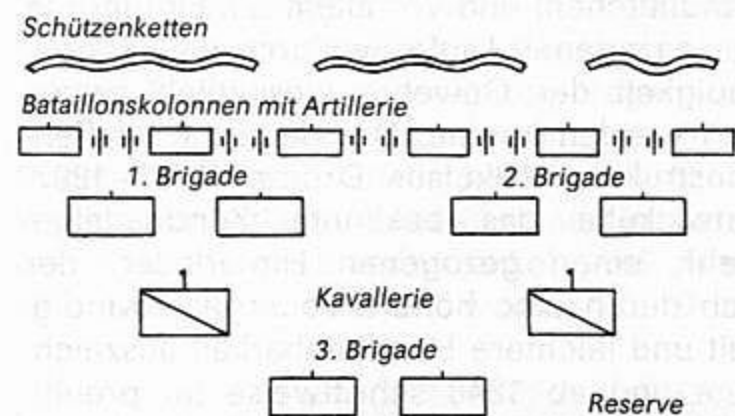 Schützenketten
Bataillonskolonnen mit Artillerie
1. Brigade 2. Brigade
Kavallerie
3. Brigade
Reserve